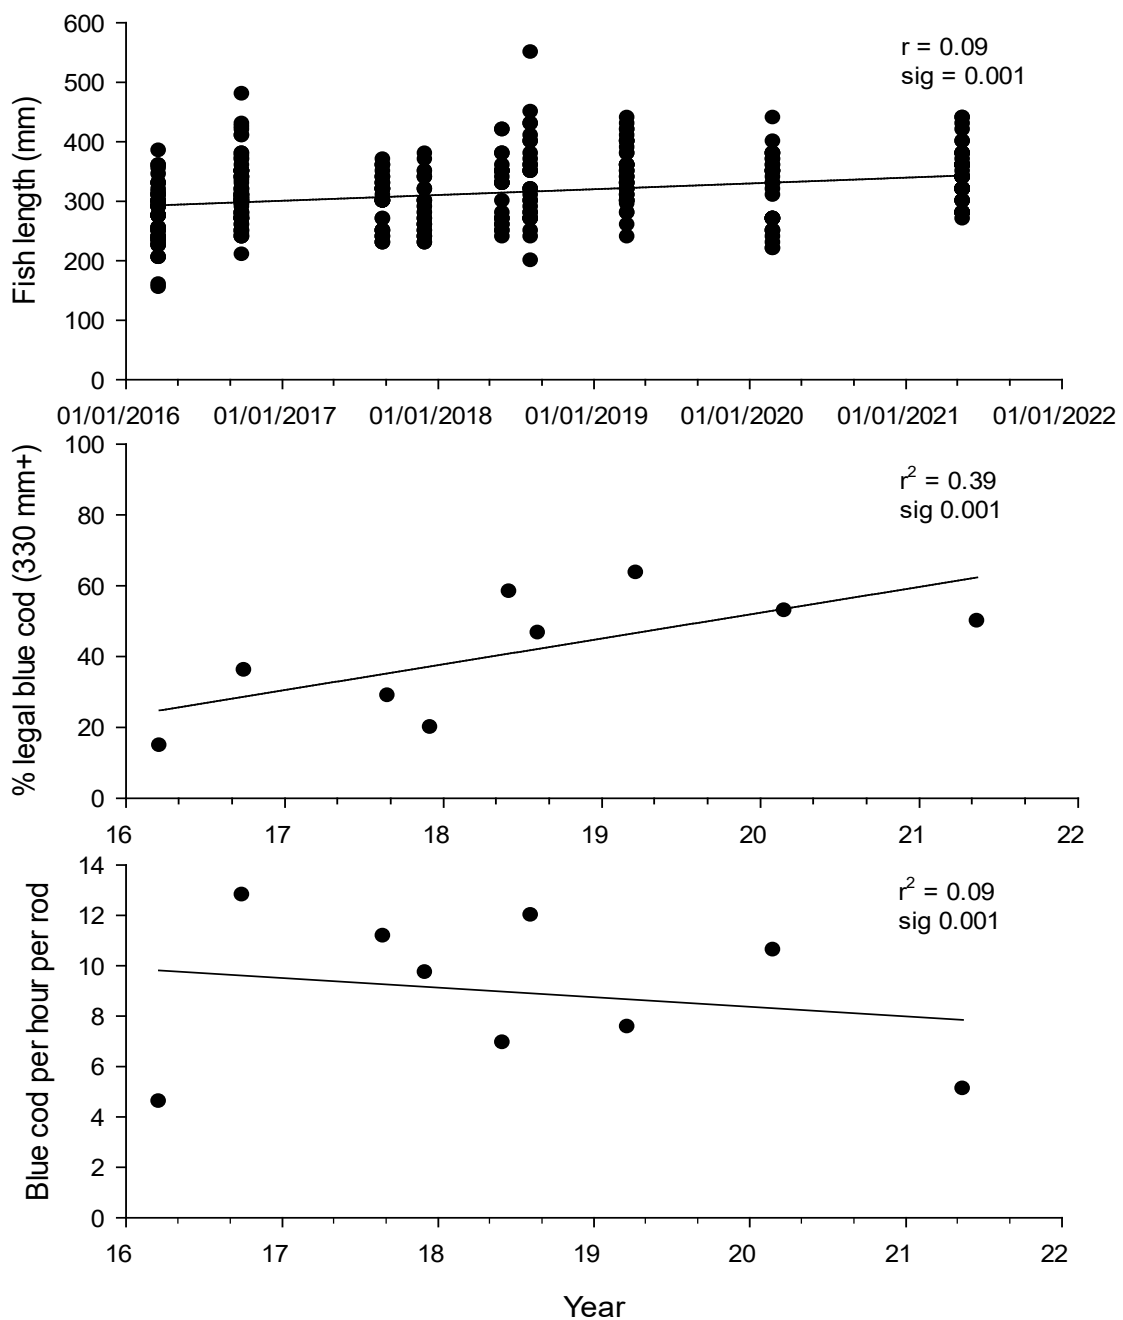 600
500
400
300
200
100
0
Fish length (mm)
r = 0.09
sig = 0.001
01/01/2016 01/01/2017 01/01/2018 01/01/2019 01/01/2020 01/01/2021 01/01/2022
100
80
60
40
20
0
% legal blue cod (330 mm+)
r² = 0.39
sig 0.001
16 17 18 19 20 21 22
14
12
10
8
6
4
2
0
Blue cod per hour per rod
r² = 0.09
sig 0.001
16 17 18 19 20 21 22
Year